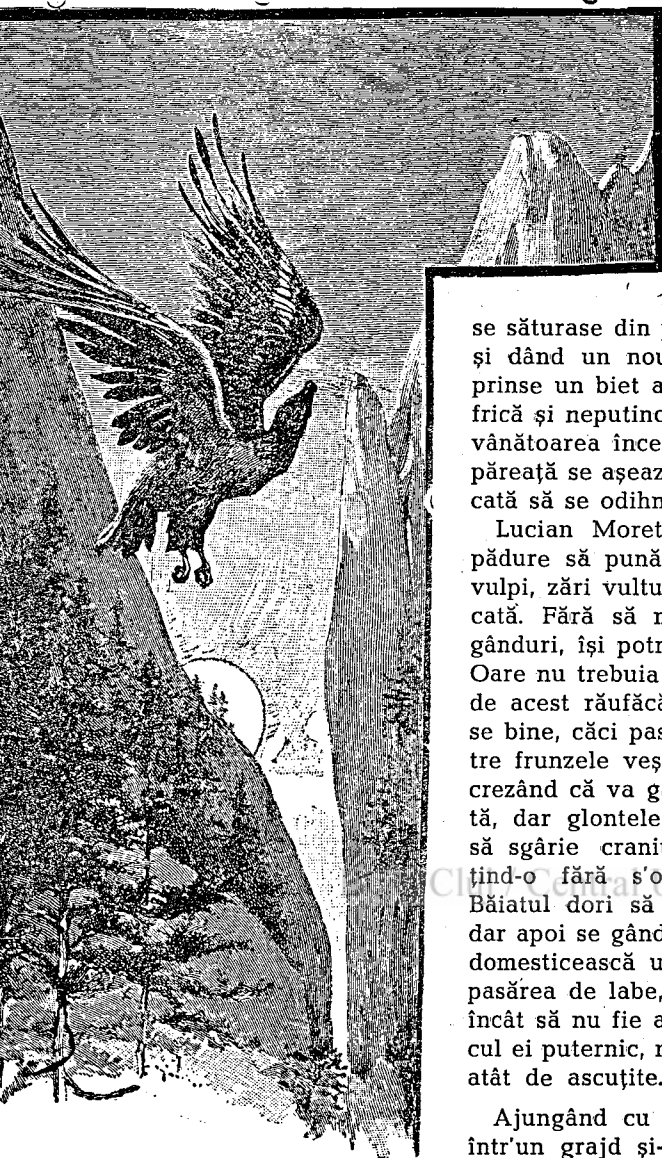 se săturase din
și dând un nou
prinse un biet a
frică și neputinc
vânătoarea înce
păreață se așeaz
cată să se odihn
Lucian Moret
pădure să pună
vulpi, zări vultu
cată. Fără să m
gânduri, își potr
Oare nu trebuia
de acest răufăcă
se bine, căci pas
tre frunzele veș
crezând că va g
tă, dar glontele
să sgârie craniu
țind-o fără s'o
Băiatul dori să
dar apoi se gând
domesticească u
pasărea de labe,
încât să nu fie a
cul ei puternic, r
atât de ascuțite.
Ajungând cu
într'un grajd și-